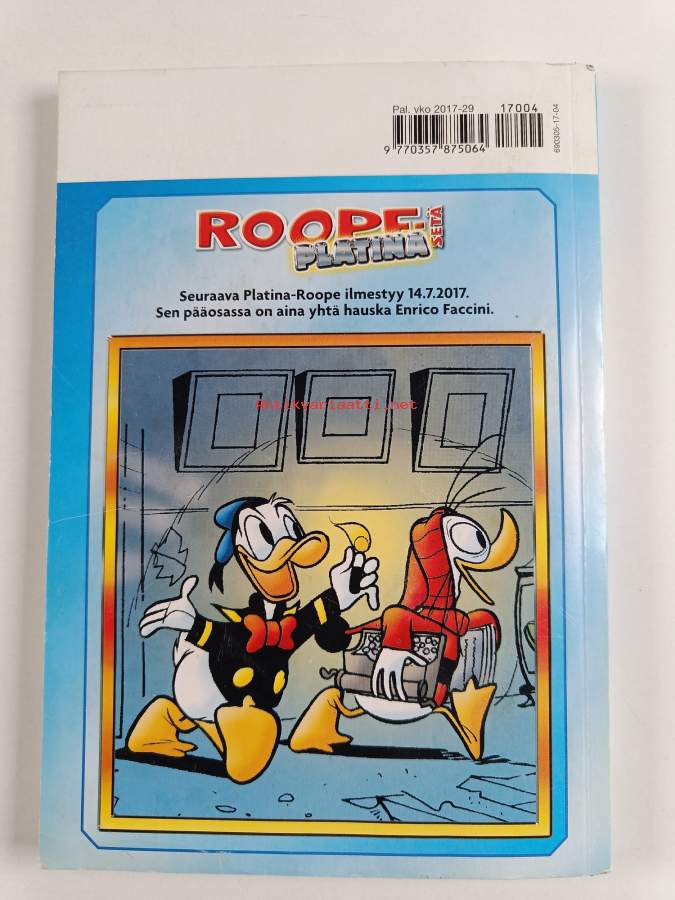 Pal. vko 2017-29
17004
9 770357 875064
690305-17-04
ROOPE-
SETÄ
PLATINA
Seuraava Platina-Roope ilmestyy 14.7.2017.
Sen pääosassa on aina yhtä hauska Enrico Faccini.
Antikvariaatti.net